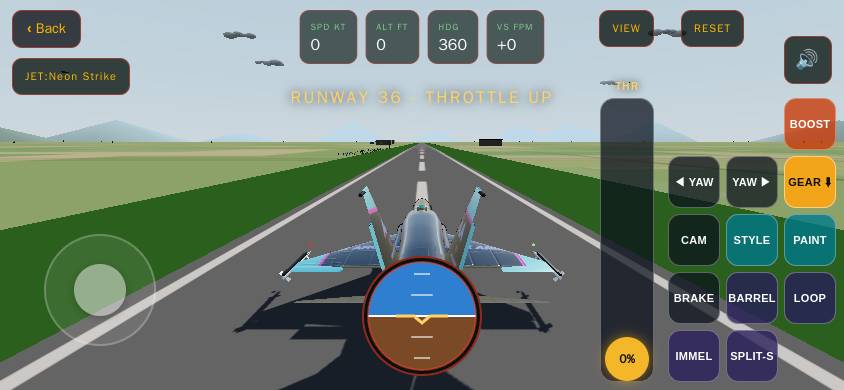 ‹ Back
JET:Neon Strike
SPD KT
0
ALT FT
0
HDG
360
VS FPM
+0
VIEW
RESET
RUNWAY 36 · THROTTLE UP
THR
BOOST
◀ YAW
YAW ▶
GEAR ⬇
CAM
STYLE
PAINT
BRAKE
BARREL
LOOP
0%
IMMEL
SPLIT-S